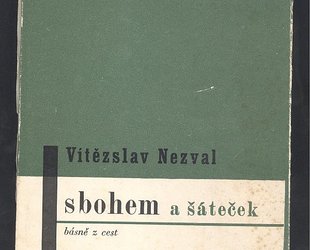 Vítězslav Nezval
sbohem a šáteček
básně z cest